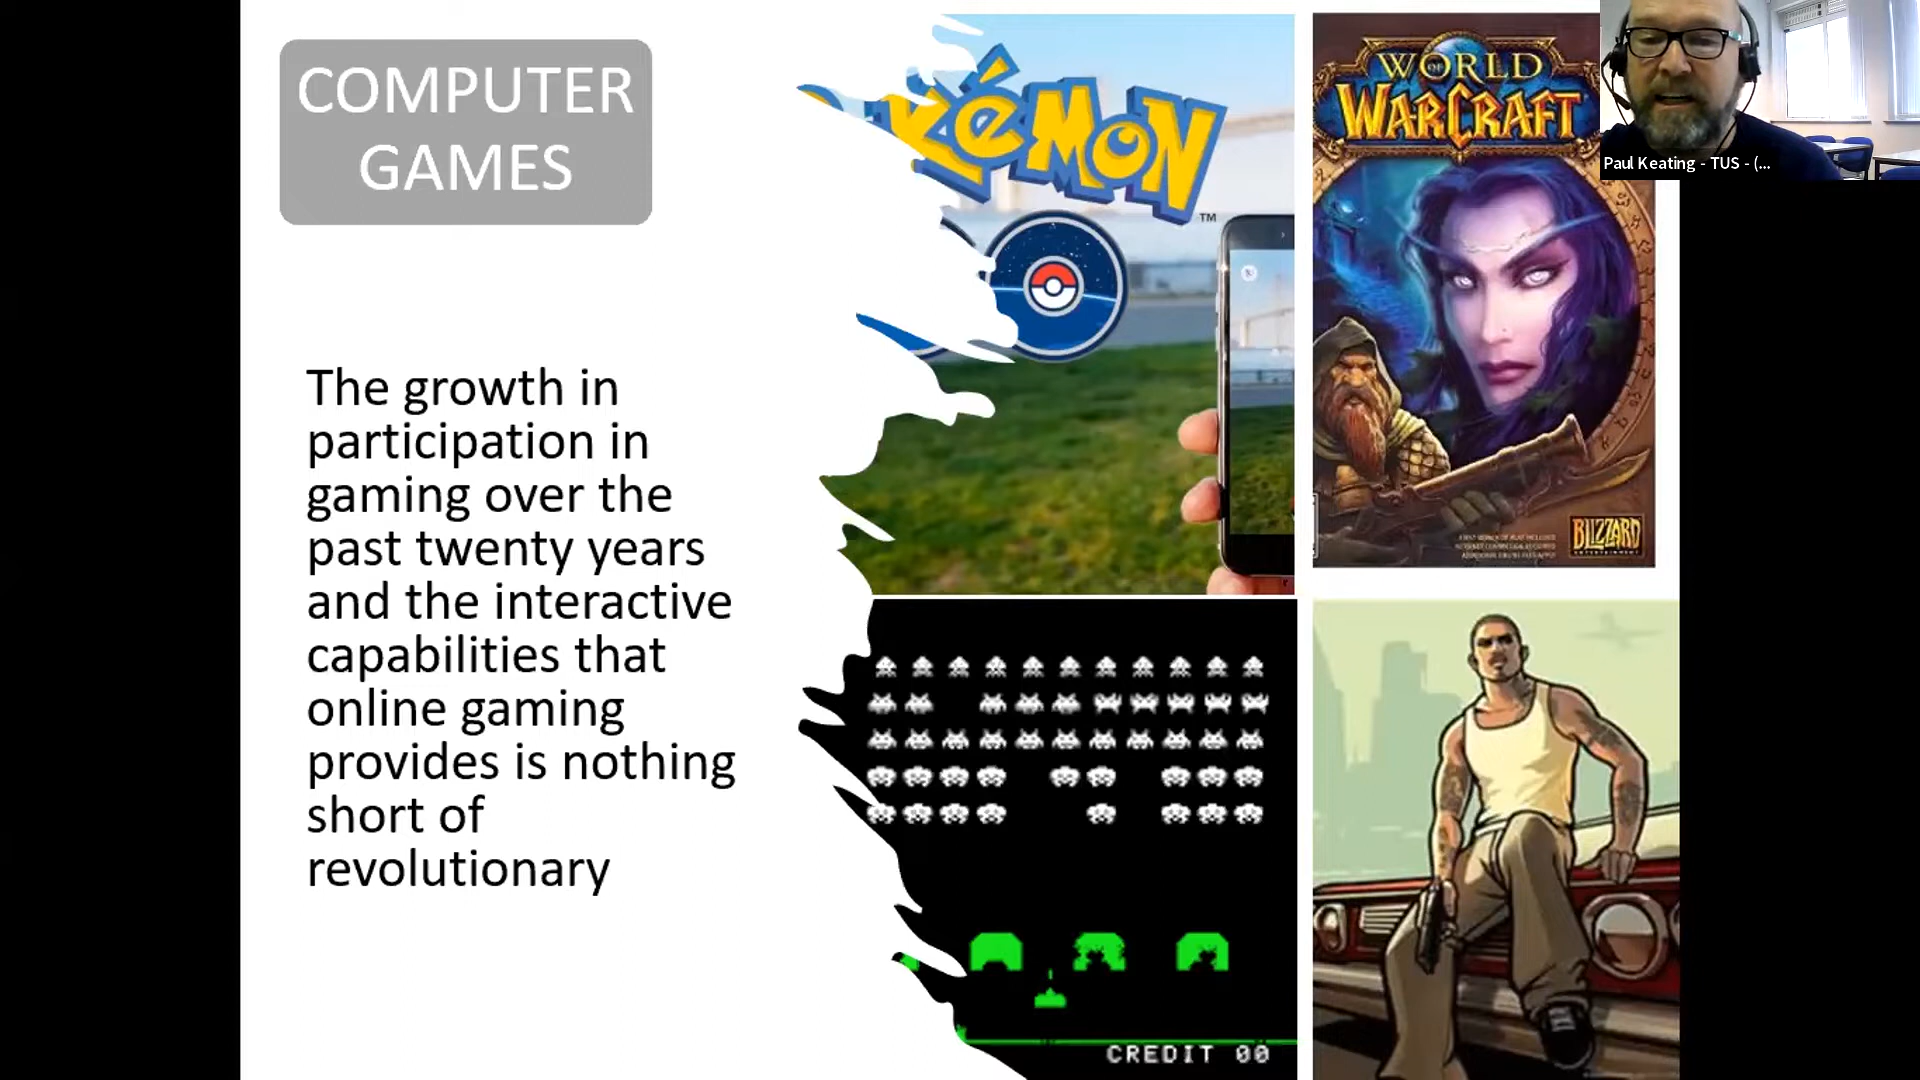 COMPUTER
GAMES
The growth in
participation in
gaming over the
past twenty years
and the interactive
capabilities that
online gaming
provides is nothing
short of
revolutionary
kéMON
TM
WORLD
OF
WARCRAFT
BLIZZARD
ENTERTAINMENT
CREDIT 00
Paul Keating - TUS - (...